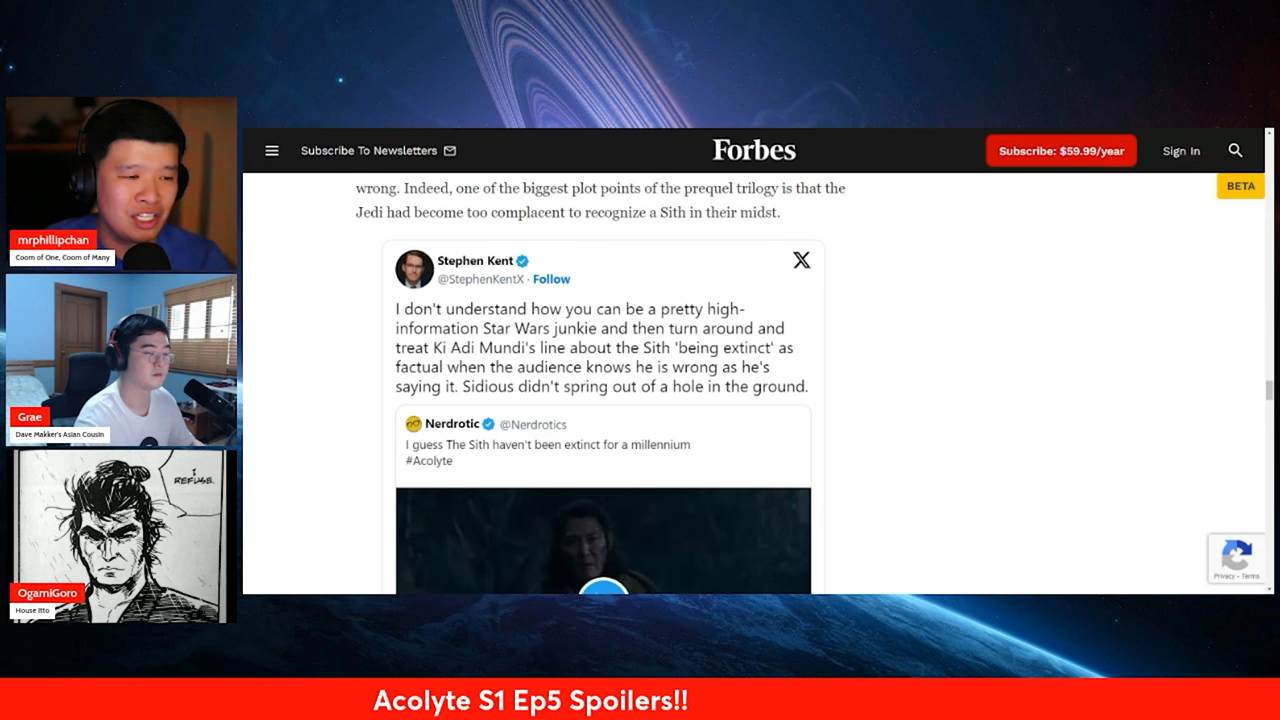 mrphillipchan
Coom of One, Coom of Many
Grae
Dave Makker's Asian Cousin
I
REFUSE.
OgamiGoro
House Itto
Subscribe To Newsletters
Forbes
Subscribe: $59.99/year
Sign In
BETA
wrong. Indeed, one of the biggest plot points of the prequel trilogy is that the
Jedi had become too complacent to recognize a Sith in their midst.
Stephen Kent
@StephenKentX · Follow
I don't understand how you can be a pretty high-
information Star Wars junkie and then turn around and
treat Ki Adi Mundi's line about the Sith 'being extinct' as
factual when the audience knows he is wrong as he's
saying it. Sidious didn't spring out of a hole in the ground.
Nerdrotic @Nerdrotics
I guess The Sith haven't been extinct for a millennium
#Acolyte
Privacy - Terms
Acolyte S1 Ep5 Spoilers!!